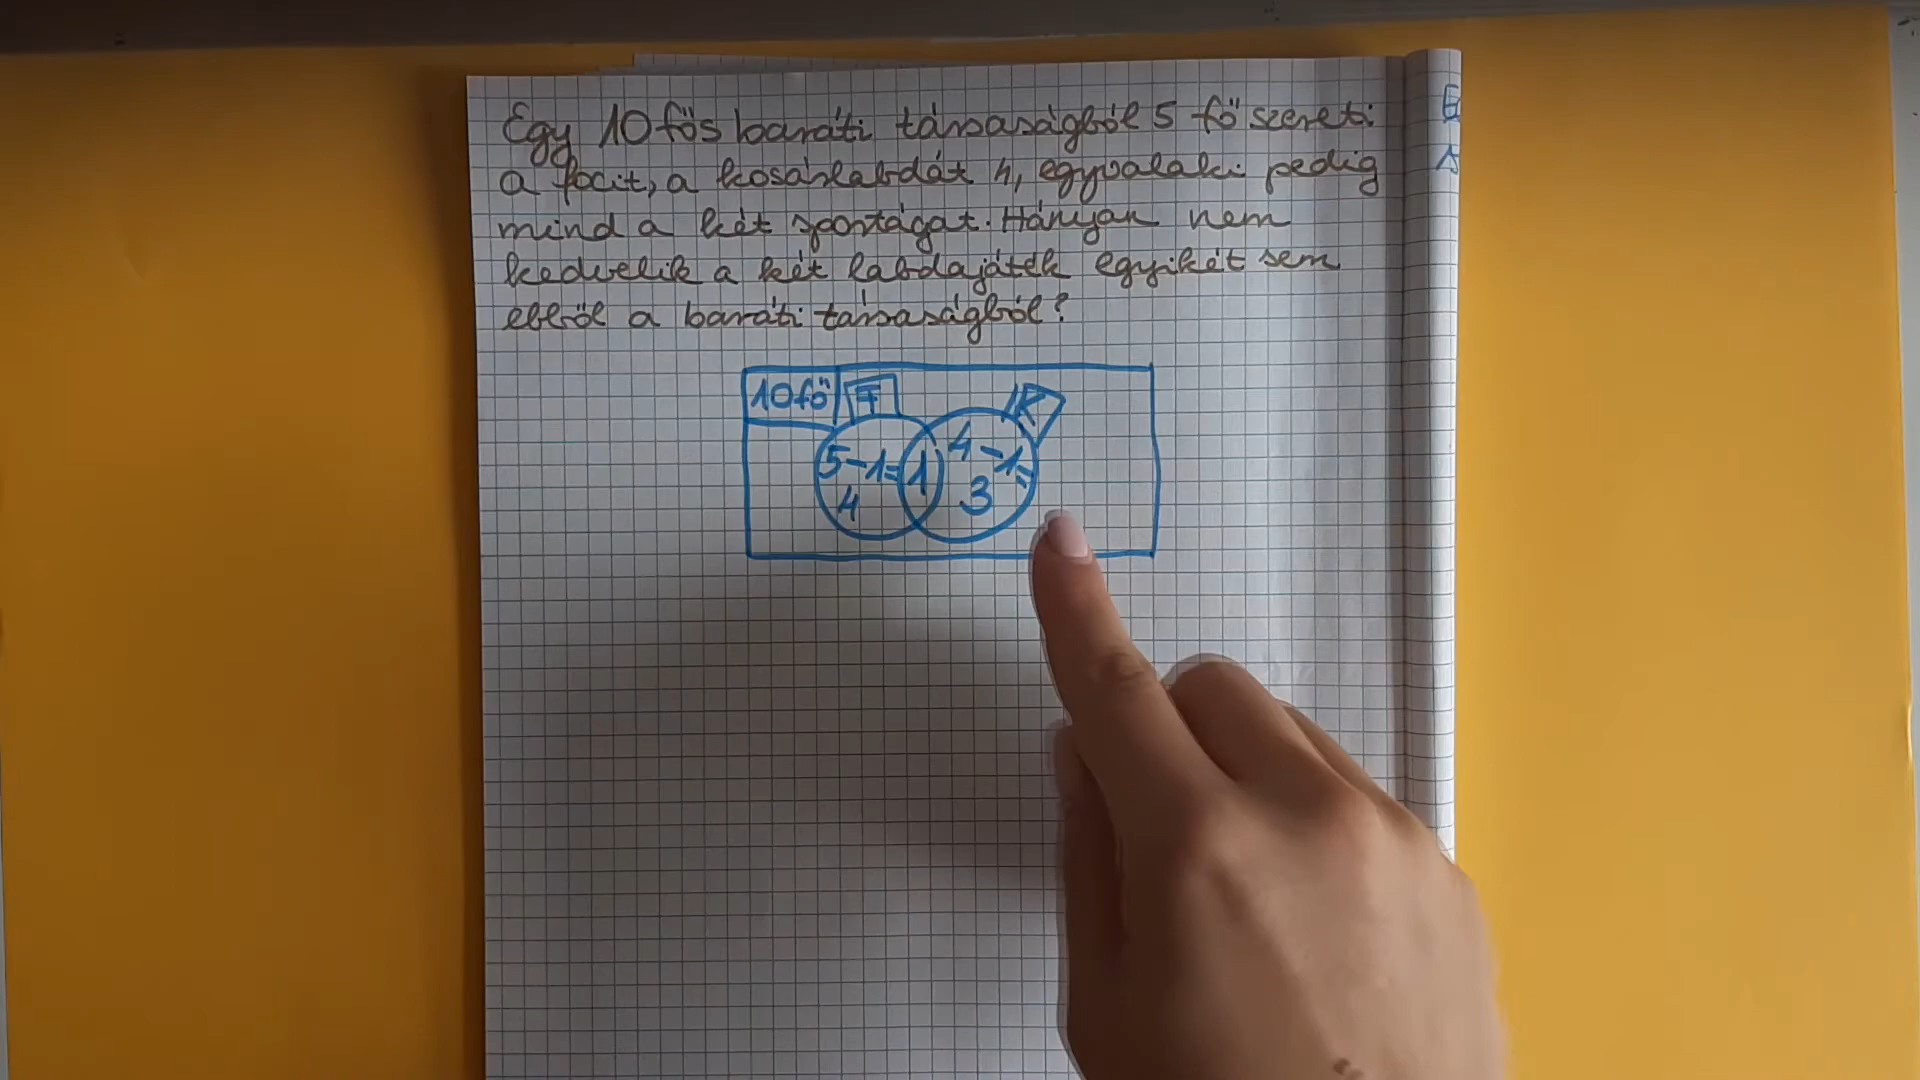 Egy 10 fős baráti társaságból 5 fő szereti
a focit, a kosárlabdát 4, egyvalaki pedig
mind a két sportágat. Hányan nem
kedvelik a két labdajáték egyikét sem
ebből a baráti társaságból?
10 fő F K
5-1= 1 4-1=
4 3